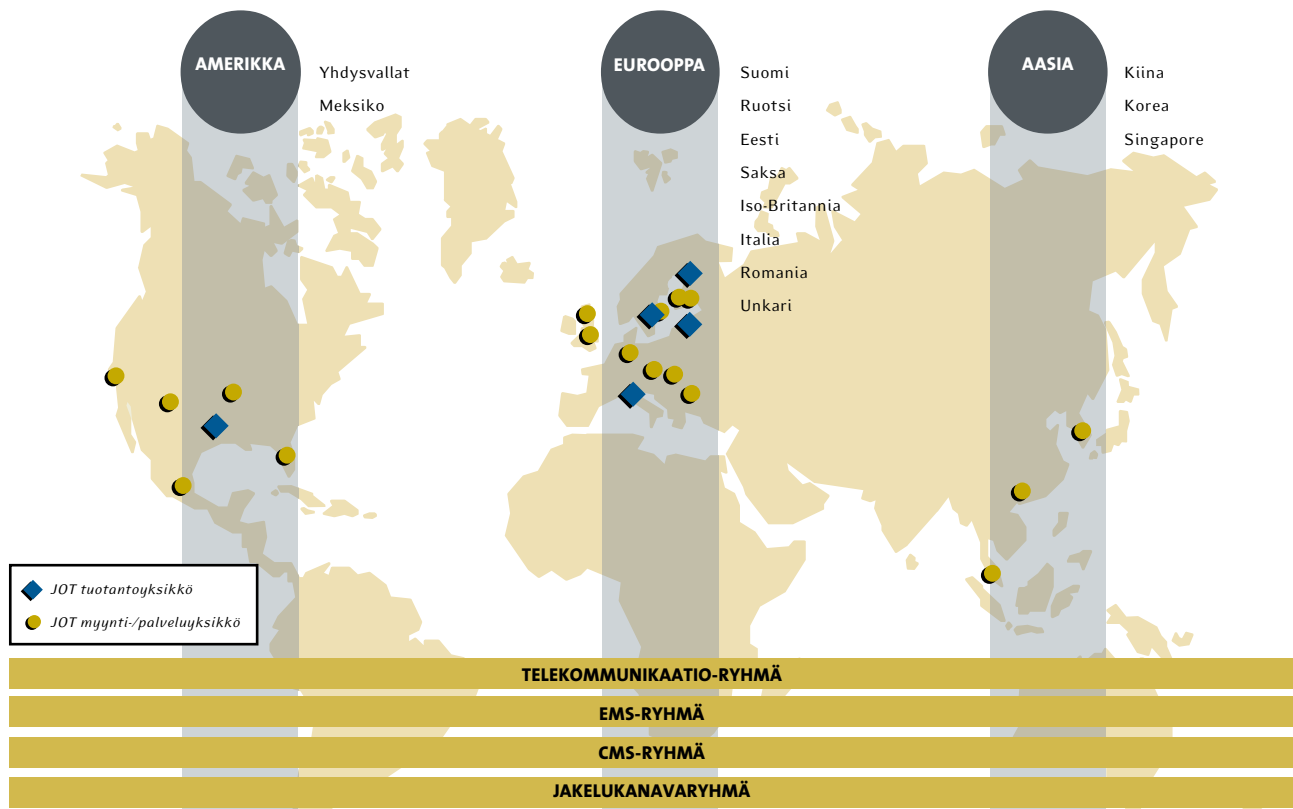 AMERIKKA
Yhdysvallat
Meksiko
EUROOPPA
Suomi
Ruotsi
Eesti
Saksa
Iso-Britannia
Italia
Romania
Unkari
AASIA
Kiina
Korea
Singapore
JOT tuotantoyksikkö
JOT myynti-/palveluyksikkö
TELEKOMMUNIKAATIO-RYHMÄ
EMS-RYHMÄ
CMS-RYHMÄ
JAKELUKANAVARYHMÄ